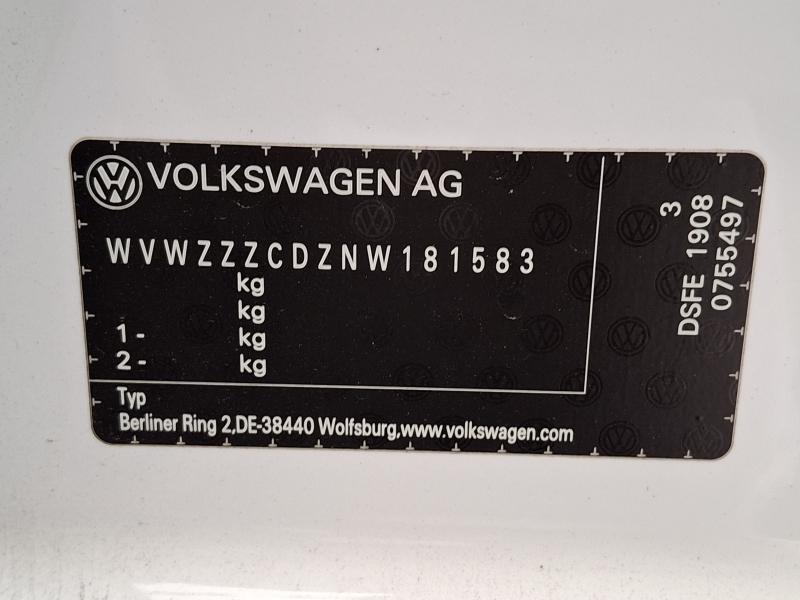 VOLKSWAGEN AG
WVWZZZCDZNW181583
kg
kg
1 - kg
2 - kg
Typ
Berliner Ring 2,DE-38440 Wolfsburg,www.volkswagen.com
3
DSFE 1908
0755497